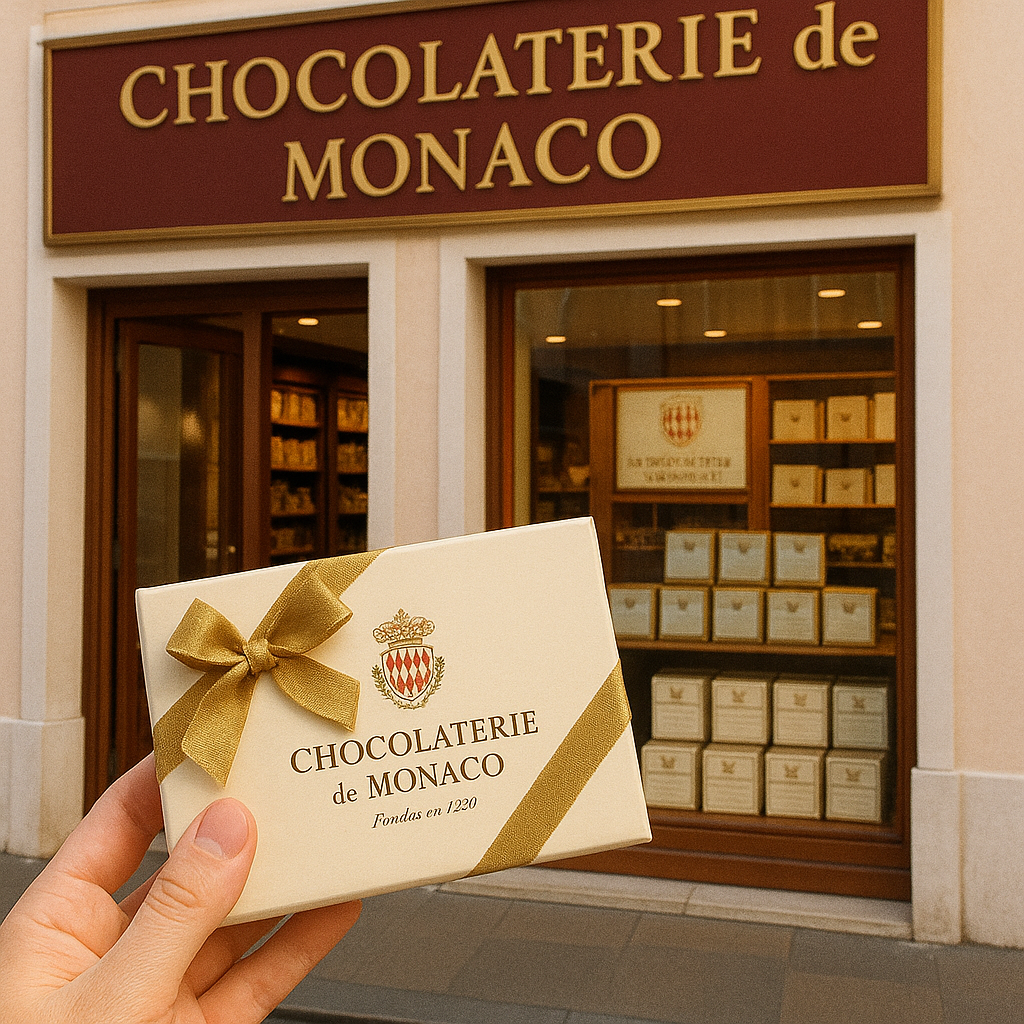 CHOCOLATERIE de
MONACO
CHOCOLATERIE
de MONACO
Fondas en 1220